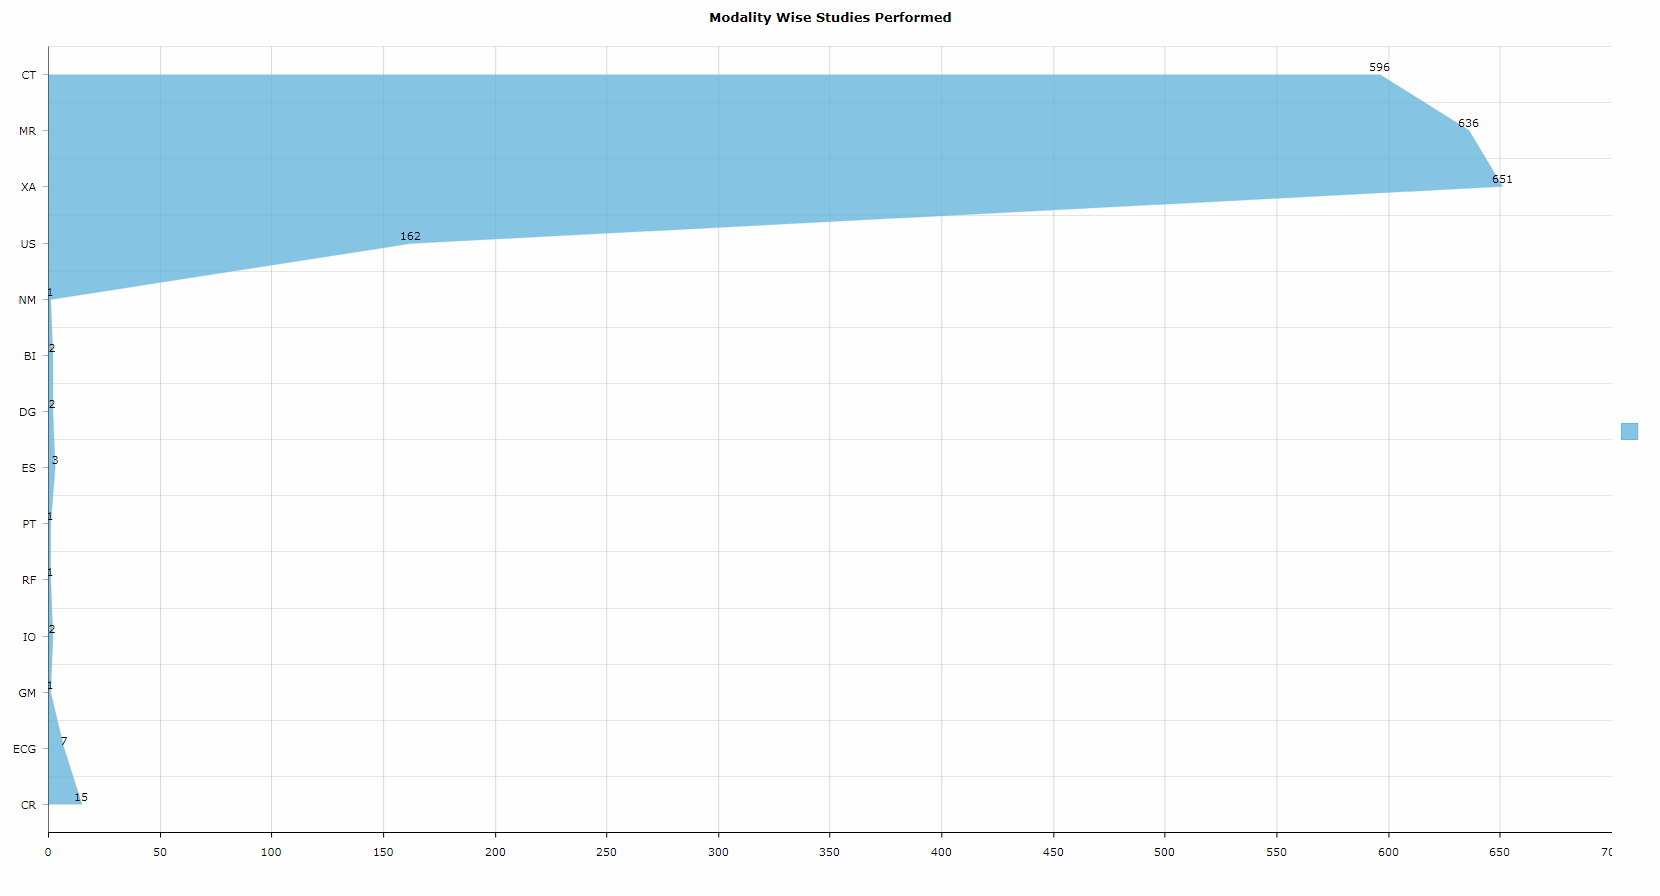 Modality Wise Studies Performed
CT 596
MR 636
XA 651
US 162
NM 1
BI 2
DG 2
ES 3
PT 1
RF 1
IO 2
GM 1
ECG 7
CR 15
0 50 100 150 200 250 300 350 400 450 500 550 600 650 70